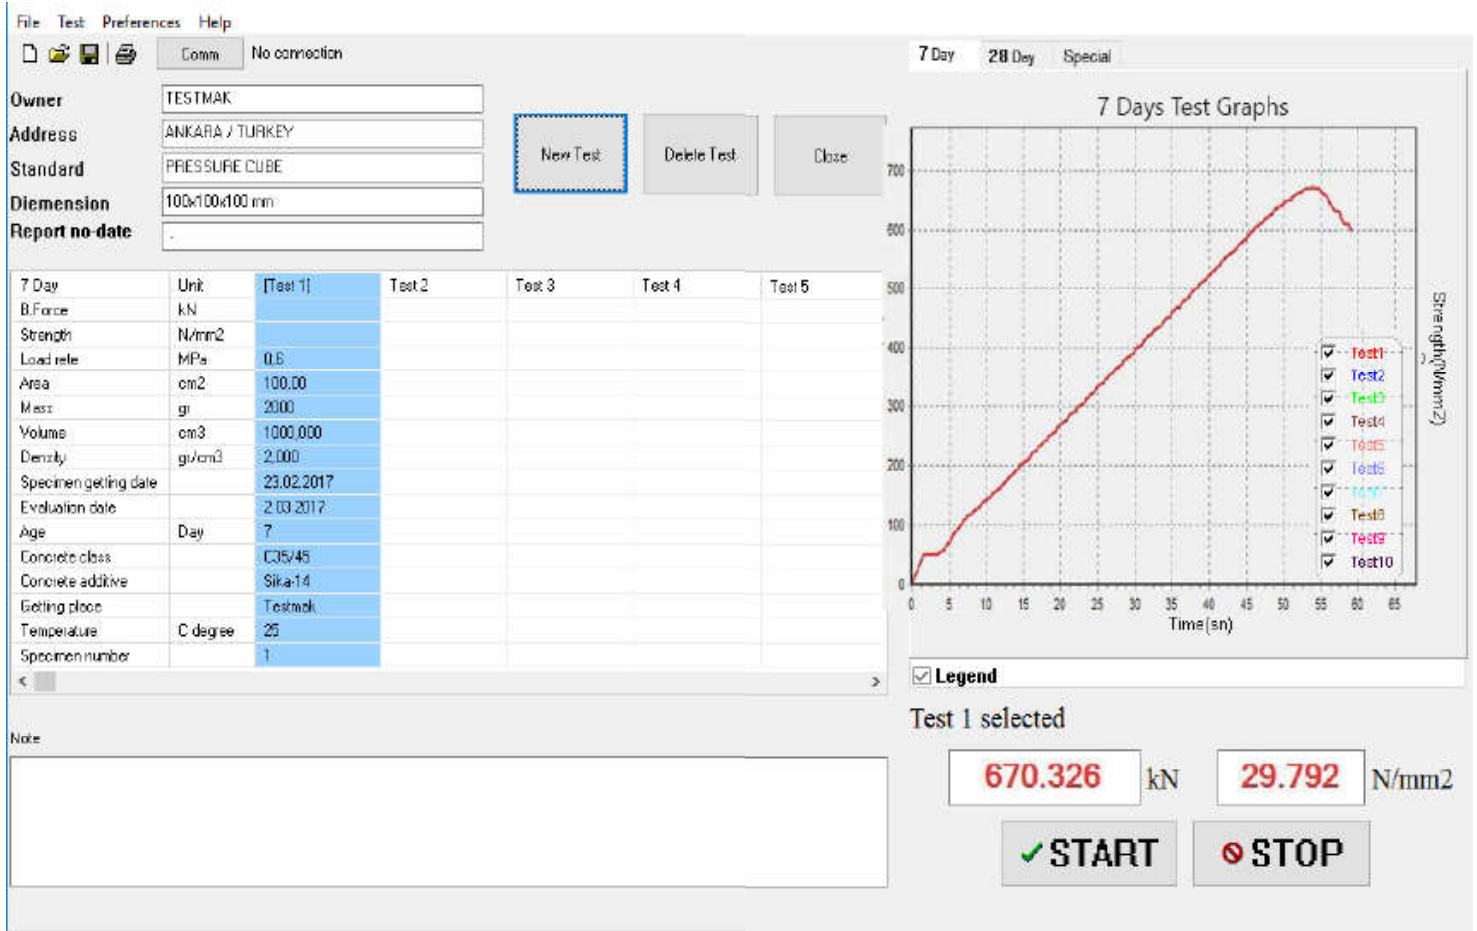 File Test Preferences Help
Comm No connection
Owner TESTMAK
Address ANKARA / TURKEY
Standard PRESSURE CUBE
Diemension 100x100x100 mm
Report no-date .
New Test Delete Test Close
7 Day Unit [Test 1] Test 2 Test 3 Test 4 Test 5
B.Force kN
Strength N/mm2
Load rete MPa 0,6
Area cm2 100,00
Mass gr 2000
Volume cm3 1000,000
Density gr/cm3 2,000
Specimen getting date 23.02.2017
Evaluation date 2.03.2017
Age Day 7
Concrete class C35/45
Concrete additive Sika-14
Getting place Testmak
Temperature C degree 25
Specimen number 1
Note
7 Day 28 Day Special
7 Days Test Graphs
700
600
500
400
300
200
100
0
0 5 10 15 20 25 30 35 40 45 50 55 60 65
Time(sn)
Strength(N/mm2)
Test1
Test2
Test3
Test4
Test5
Test6
Test8
Test9
Test10
Legend
Test 1 selected
670.326 kN 29.792 N/mm2
START STOP